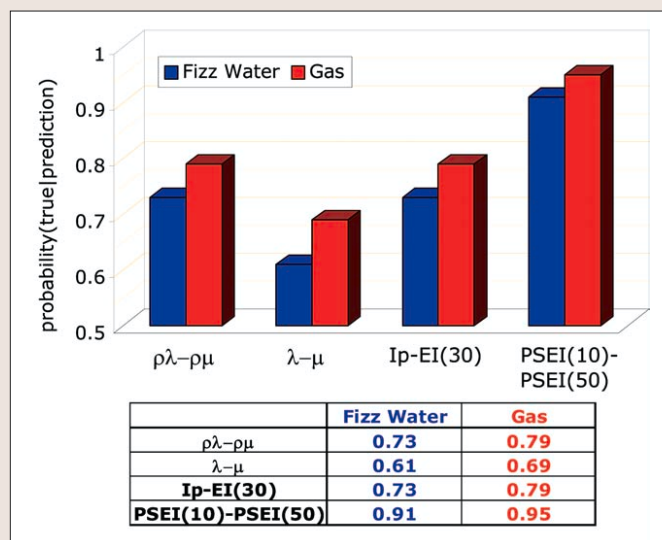 probability(true|prediction)
1
0.9
0.8
0.7
0.6
0.5
Fizz Water Gas
ρλ–ρμ λ–μ Ip-EI(30) PSEI(10)-
PSEI(50)
Fizz Water Gas
ρλ–ρμ 0.73 0.79
λ–μ 0.61 0.69
Ip-EI(30) 0.73 0.79
PSEI(10)-PSEI(50) 0.91 0.95